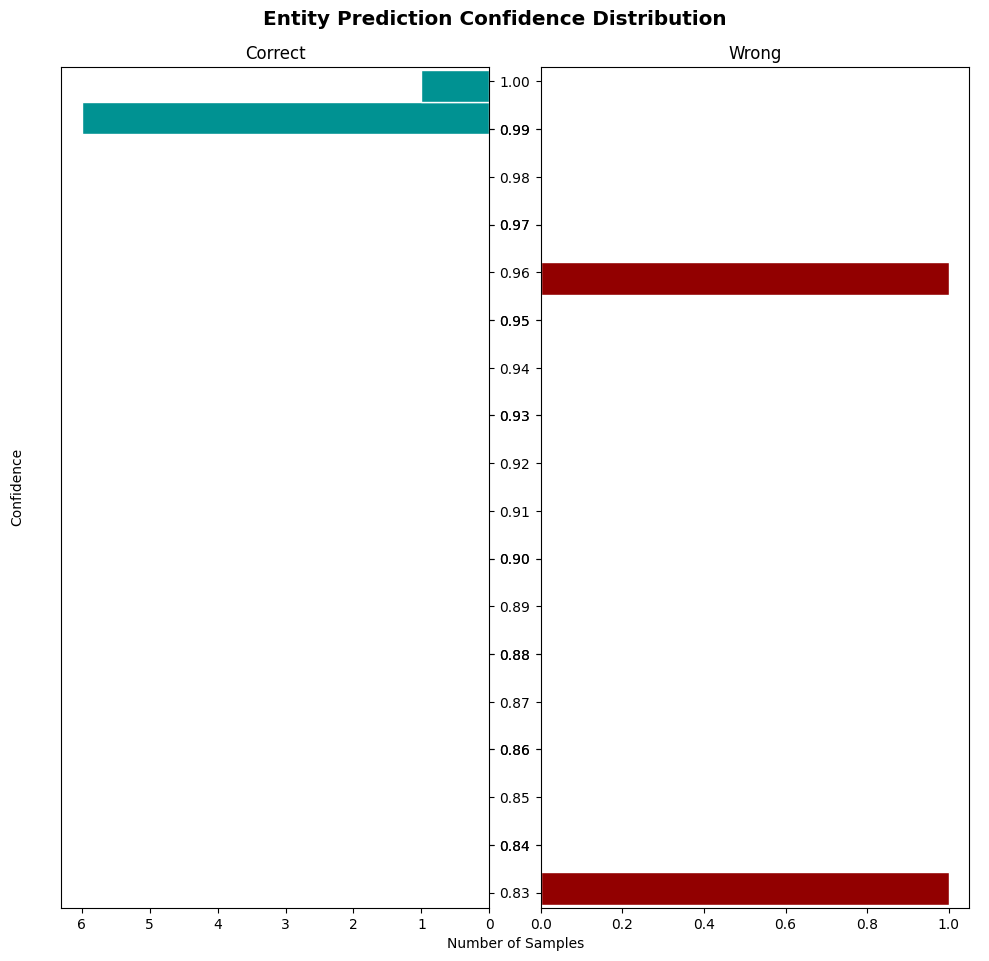 Entity Prediction Confidence Distribution
Correct
Wrong
1.00
0.99
0.98
0.97
0.96
0.95
0.94
0.93
0.92
0.91
0.90
0.89
0.88
0.87
0.86
0.85
0.84
0.83
Confidence
6 5 4 3 2 1 0
0.0 0.2 0.4 0.6 0.8 1.0
Number of Samples